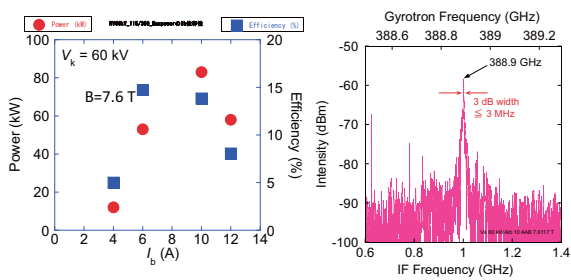 Power (kW)
Efficiency (%)
V_k = 60 kV
B=7.6 T
100
80
60
40
20
0
Power (kW)
20
15
10
5
0
Efficiency (%)
0 2 4 6 8 10 12 14
I_b (A)
Gyrotron Frequency (GHz)
388.6 388.8 389 389.2
-50
-60
-70
-80
-90
-100
Intensity (dBm)
388.9 GHz
3 dB width
≦ 3 MHz
0.6 0.8 1 1.2 1.4
IF Frequency (GHz)